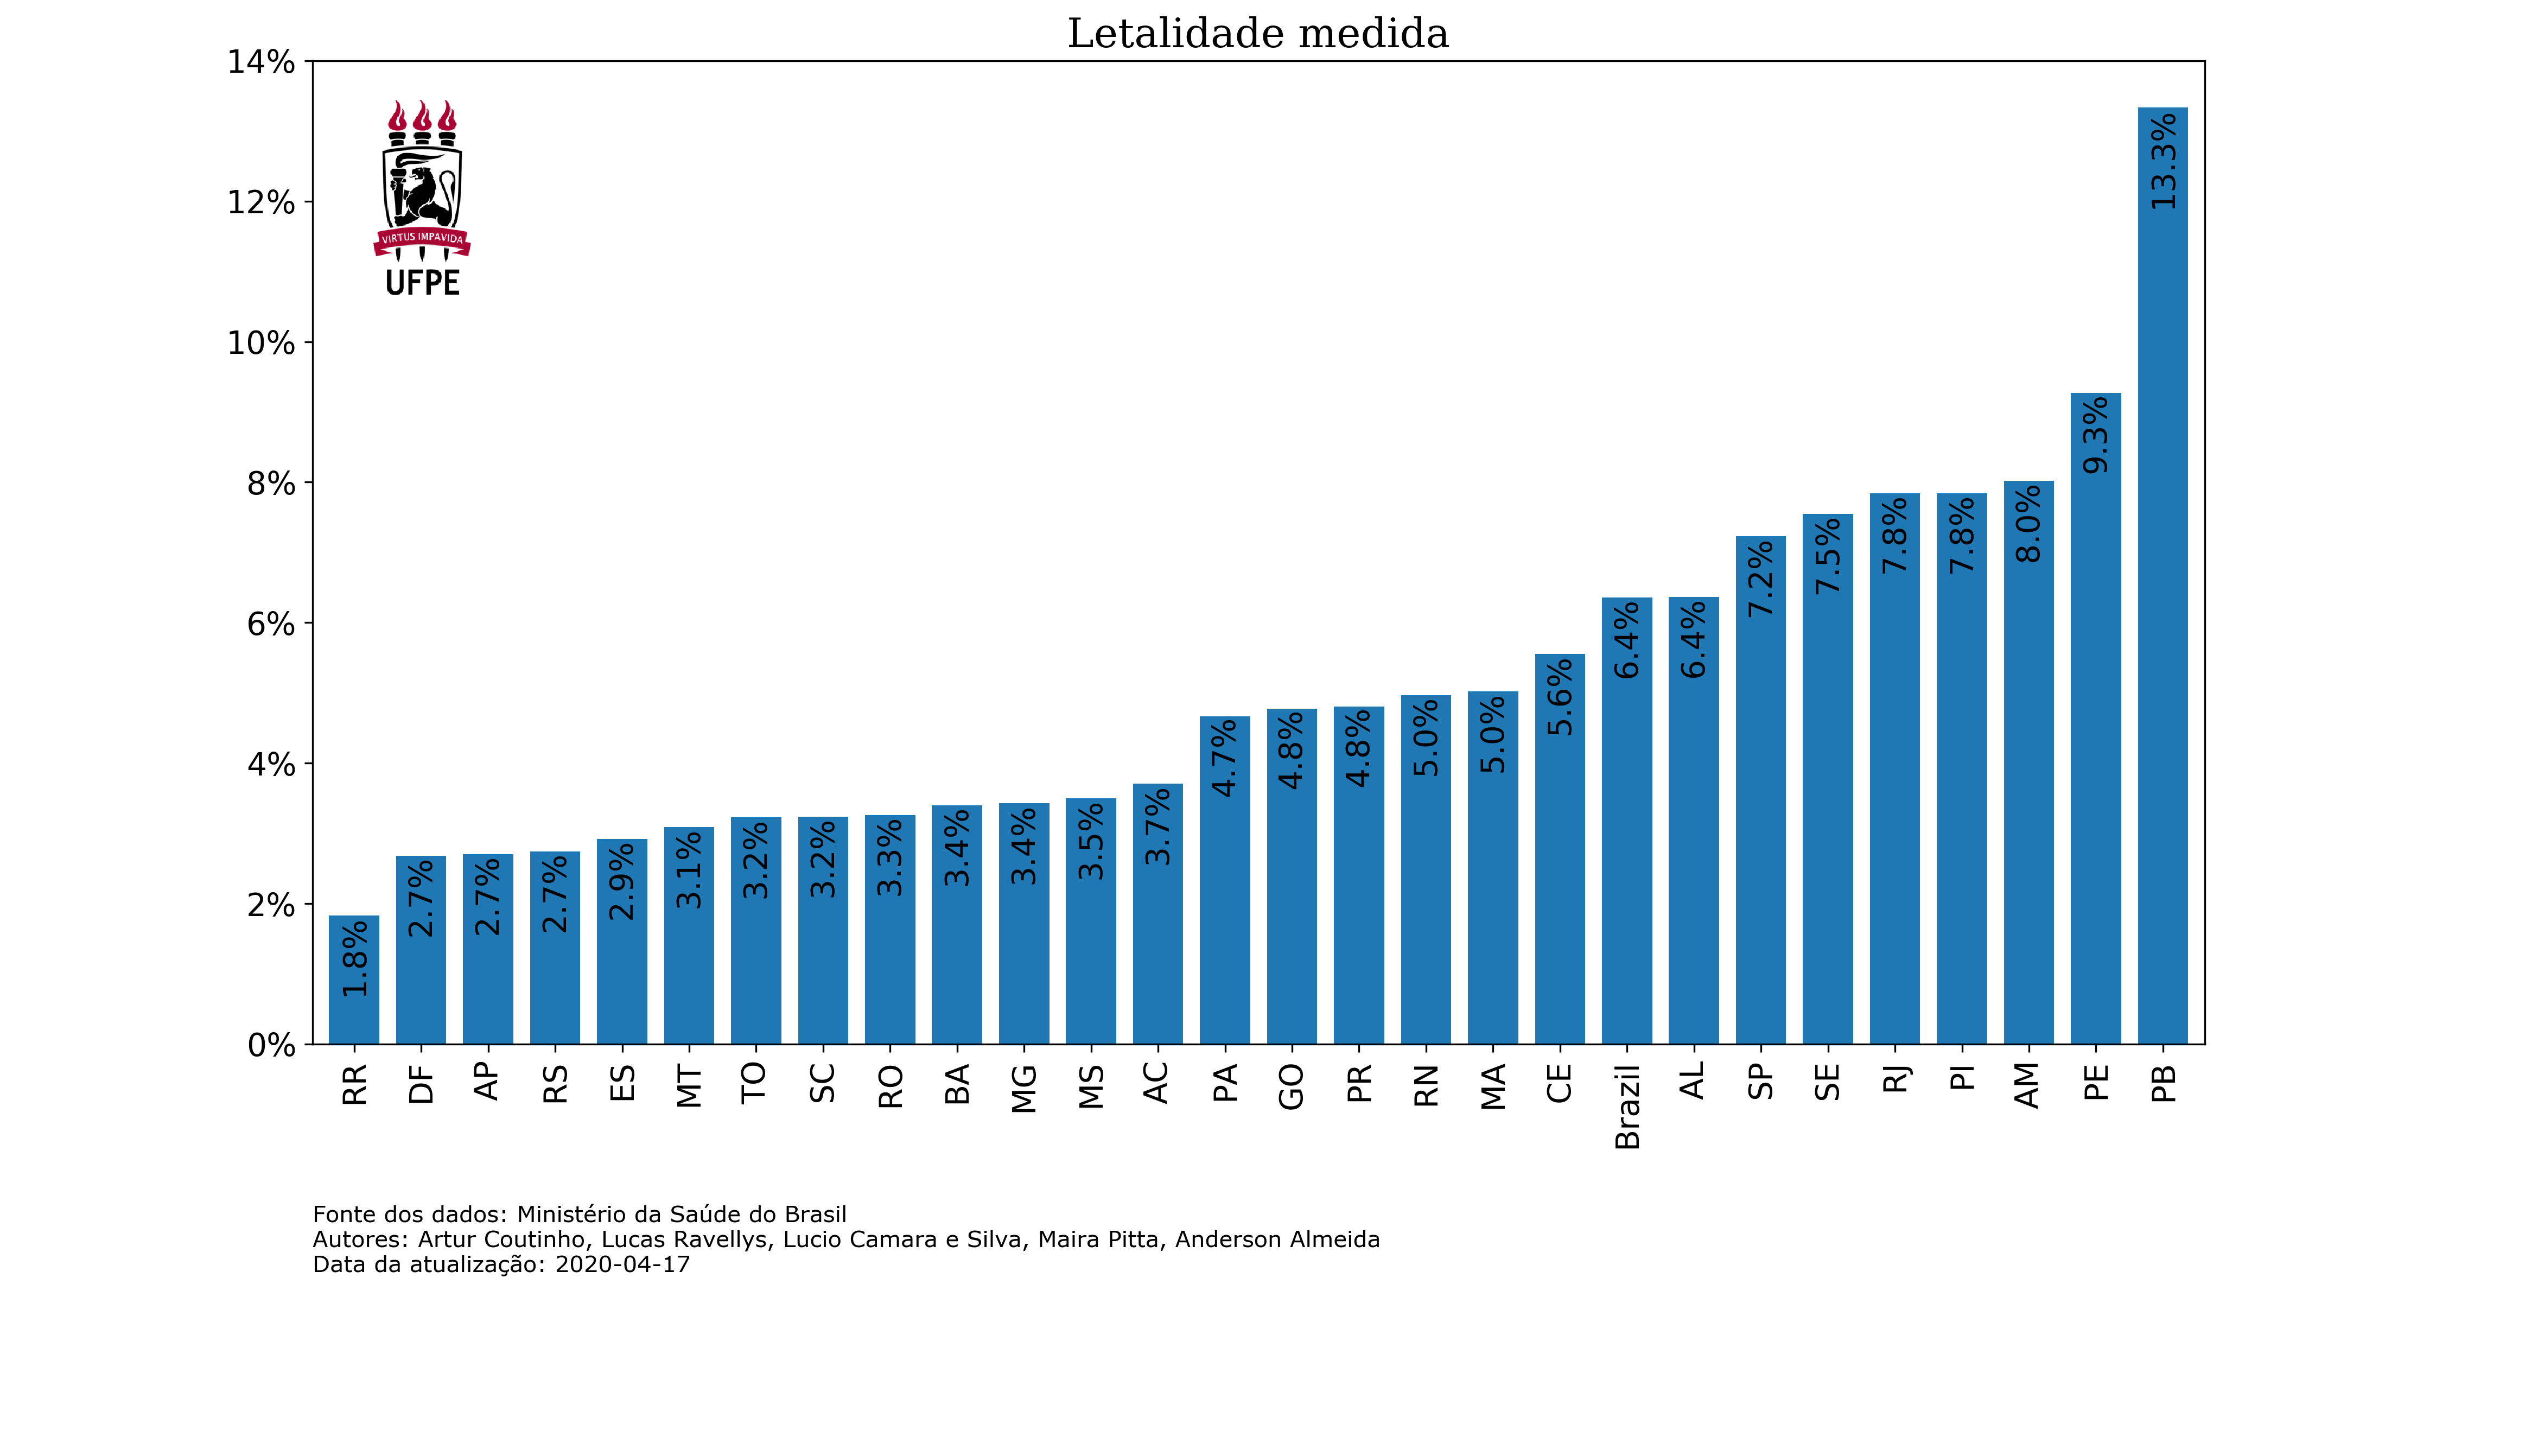 Letalidade medida
14%
12%
10%
8%
6%
4%
2%
0%
VIRTUS IMPAVIDA
UFPE
1.8%
2.7%
2.7%
2.7%
2.9%
3.1%
3.2%
3.2%
3.3%
3.4%
3.4%
3.5%
3.7%
4.7%
4.8%
4.8%
5.0%
5.0%
5.6%
6.4%
6.4%
7.2%
7.5%
7.8%
7.8%
8.0%
9.3%
13.3%
RR
DF
AP
RS
ES
MT
TO
SC
RO
BA
MG
MS
AC
PA
GO
PR
RN
MA
CE
Brazil
AL
SP
SE
RJ
PI
AM
PE
PB
Fonte dos dados: Ministério da Saúde do Brasil
Autores: Artur Coutinho, Lucas Ravellys, Lucio Camara e Silva, Maira Pitta, Anderson Almeida
Data da atualização: 2020-04-17